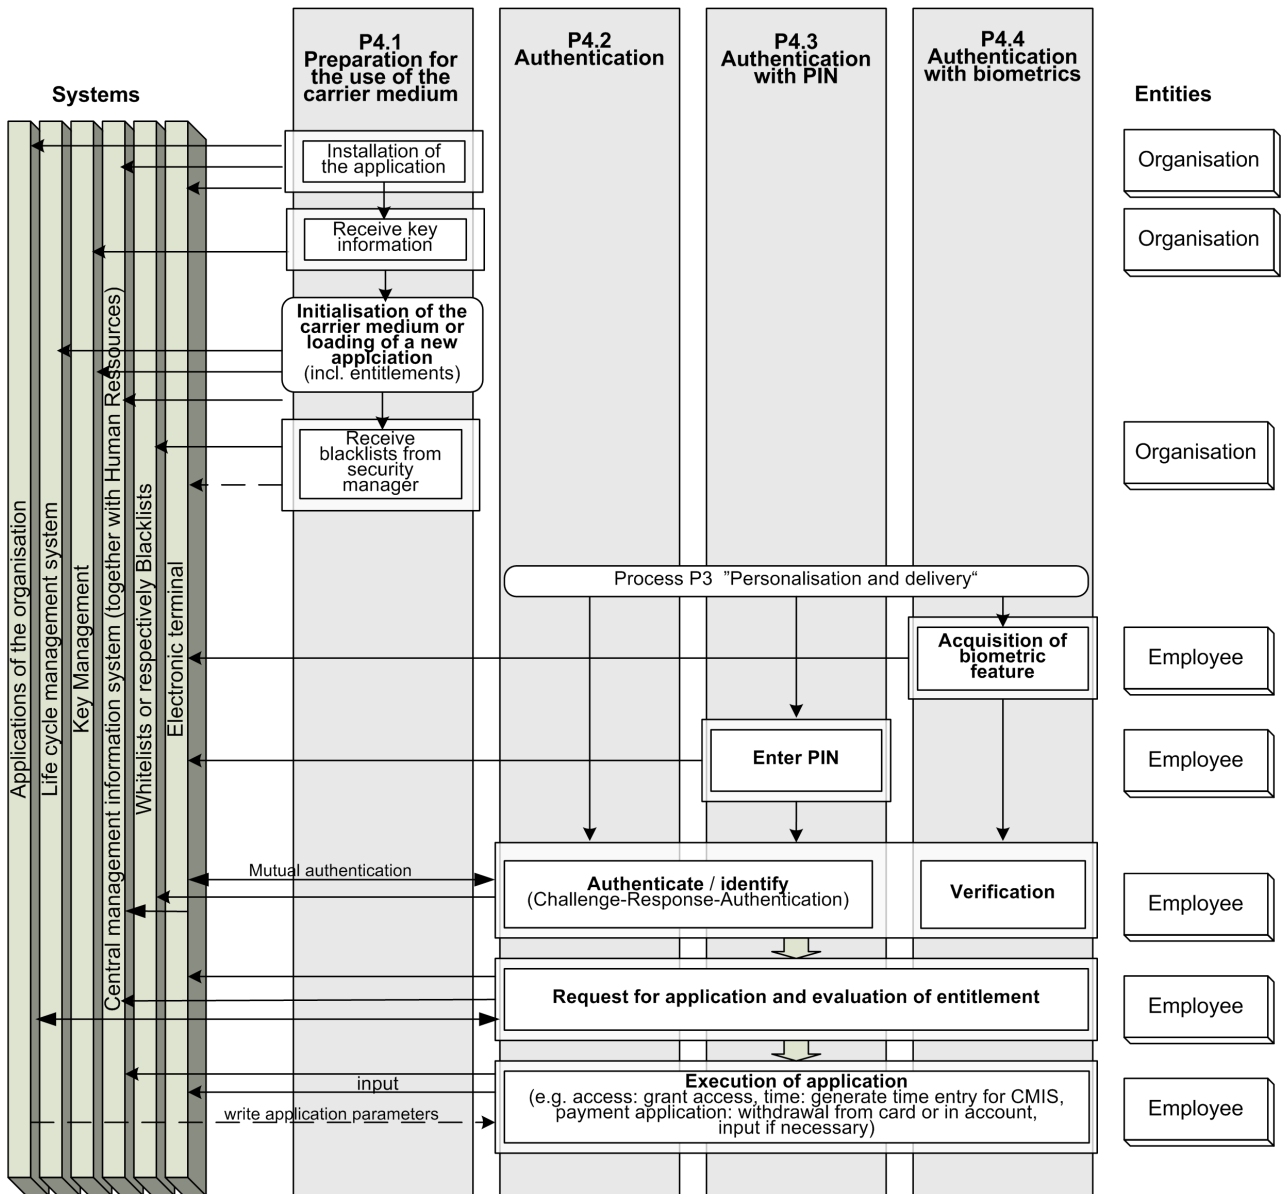 P4.1
Preparation for
the use of the
carrier medium
P4.2
Authentication
P4.3
Authentication
with PIN
P4.4
Authentication
with biometrics
Systems
Entities
Installation of
the application
Organisation
Receive key
information
Organisation
Initialisation of the
carrier medium or
loading of a new
applciation
(incl. entitlements)
Receive
blacklists from
security
manager
Organisation
Applications of the organisation
Life cycle management system
Key Management
Central management information system (together with Human Ressources)
Whitelists or respectively Blacklists
Electronic terminal
Process P3 "Personalisation and delivery“
Acquisition of
biometric
feature
Employee
Enter PIN
Employee
Mutual authentication
Authenticate / identify
(Challenge-Response-Authentication)
Verification
Employee
Request for application and evaluation of entitlement
Employee
input
write application parameters
Execution of application
(e.g. access: grant access, time: generate time entry for CMIS,
payment application: withdrawal from card or in account,
input if necessary)
Employee